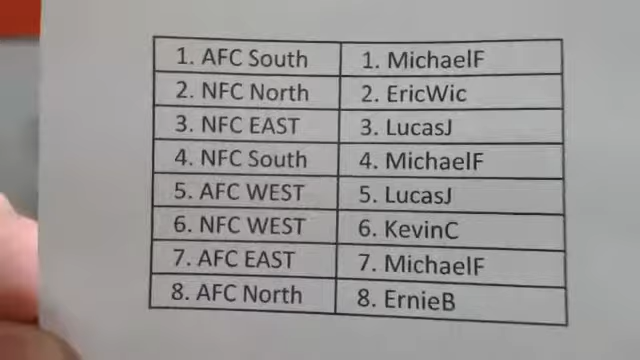 1. AFC South 1. MichaelF
2. NFC North 2. EricWic
3. NFC EAST 3. LucasJ
4. NFC South 4. MichaelF
5. AFC WEST 5. LucasJ
6. NFC WEST 6. KevinC
7. AFC EAST 7. MichaelF
8. AFC North 8. ErnieB